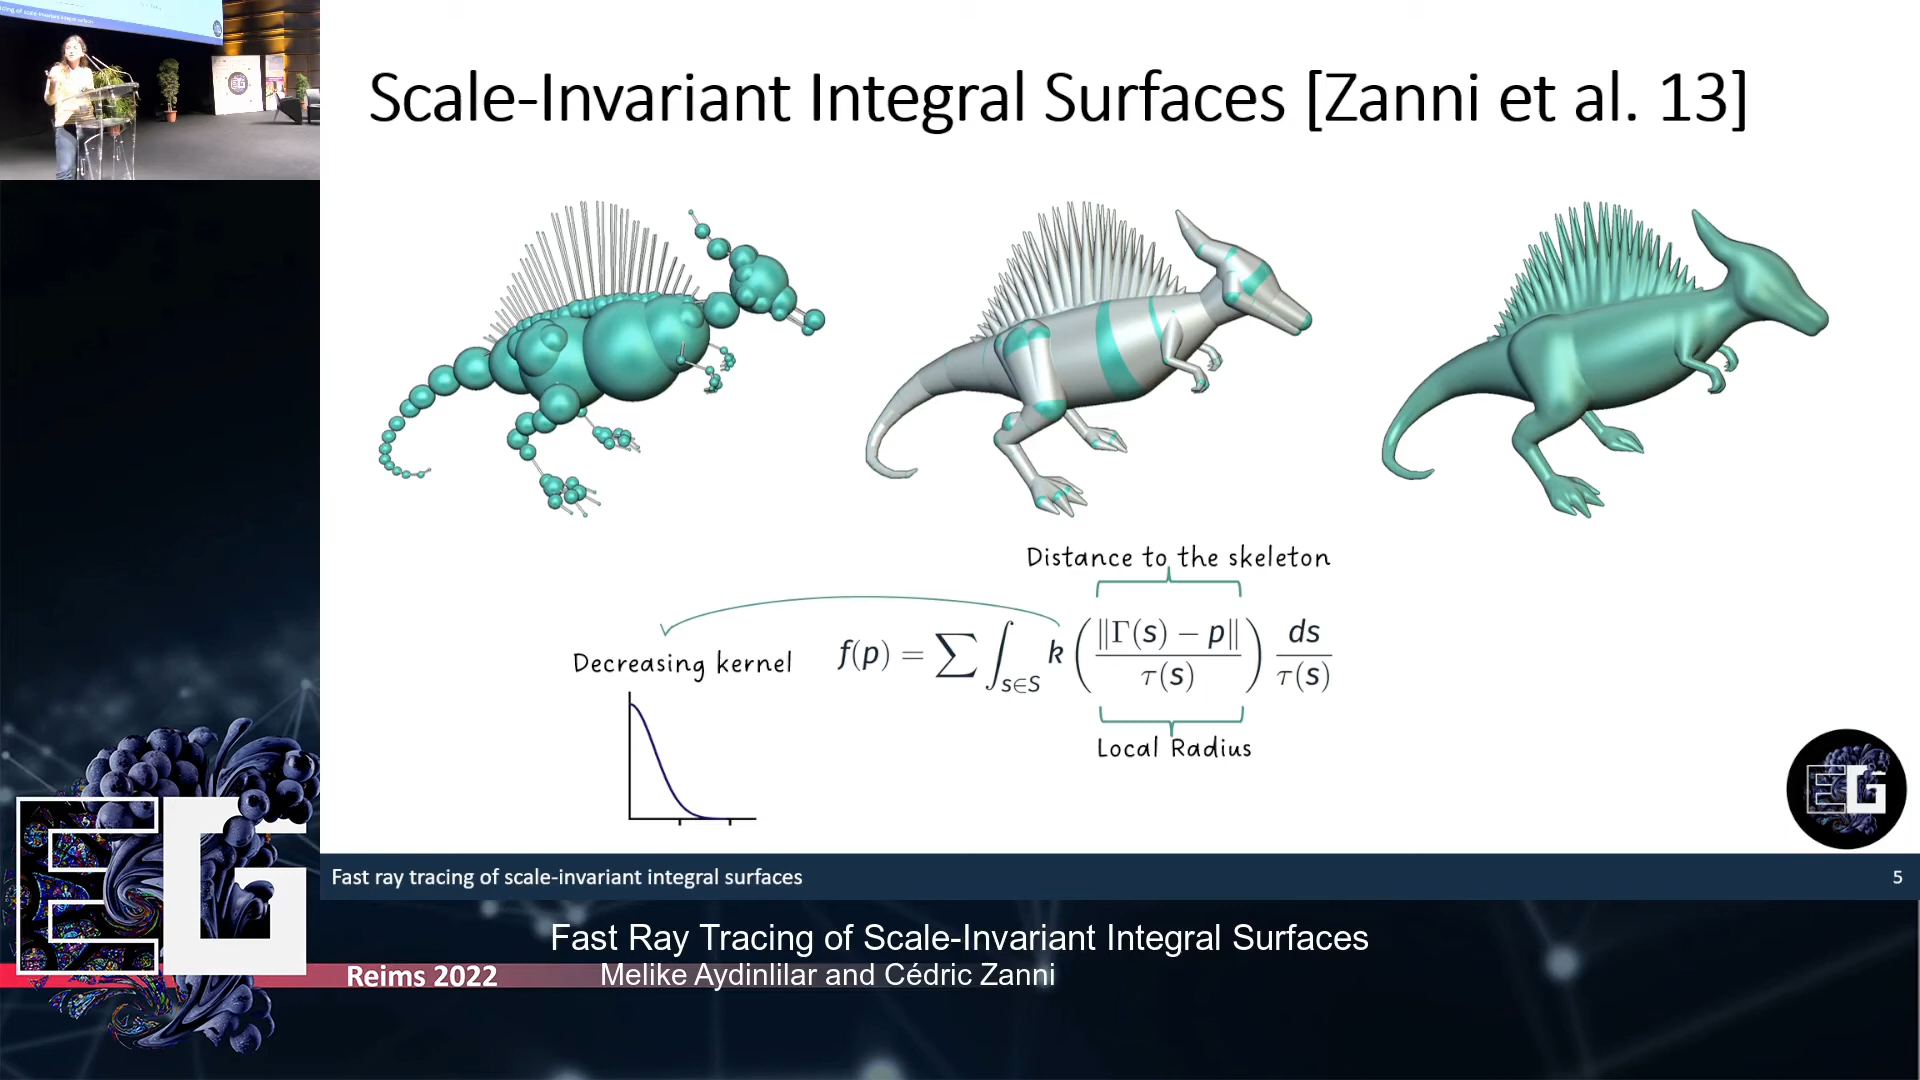 Scale-Invariant Integral Surfaces [Zanni et al. 13]
Distance to the skeleton
Decreasing kernel
f(p) = ∑ ∫_{s∈S} k ( ‖Γ(s) − p‖ / τ(s) ) ds / τ(s)
Local Radius
EG
Fast ray tracing of scale-invariant integral surfaces
5
EG
Fast Ray Tracing of Scale-Invariant Integral Surfaces
Reims 2022
Melike Aydinlilar and Cédric Zanni